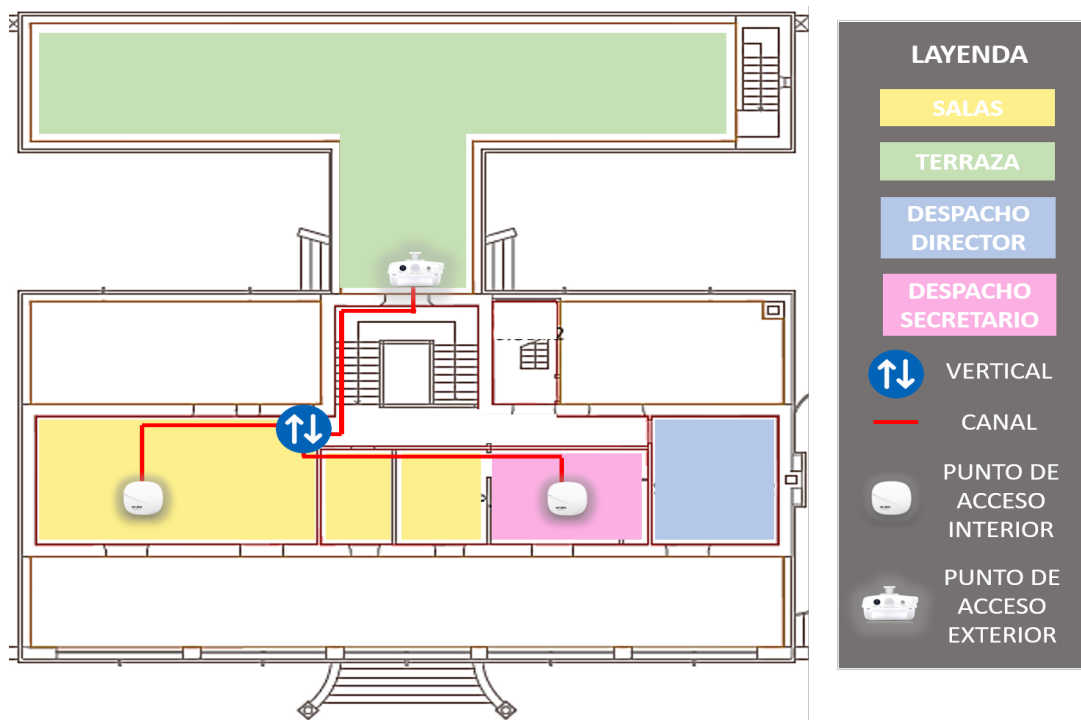 LAYENDA
SALAS
TERRAZA
DESPACHO
DIRECTOR
DESPACHO
SECRETARIO
VERTICAL
CANAL
PUNTO DE
ACCESO
INTERIOR
PUNTO DE
ACCESO
EXTERIOR